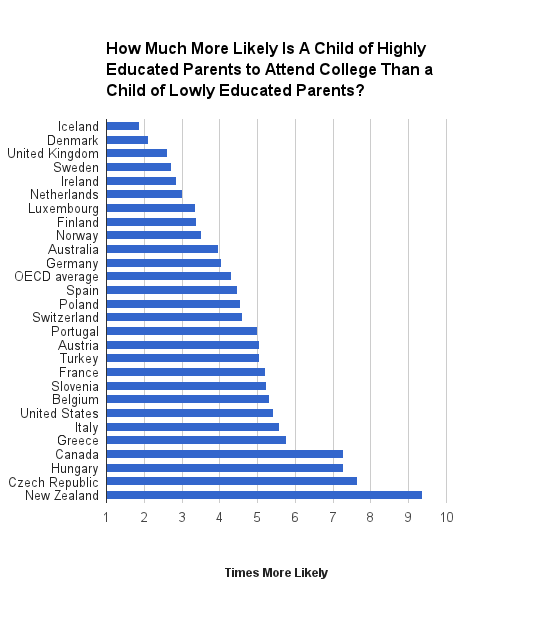 How Much More Likely Is A Child of Highly
Educated Parents to Attend College Than a
Child of Lowly Educated Parents?
Iceland
Denmark
United Kingdom
Sweden
Ireland
Netherlands
Luxembourg
Finland
Norway
Australia
Germany
OECD average
Spain
Poland
Switzerland
Portugal
Austria
Turkey
France
Slovenia
Belgium
United States
Italy
Greece
Canada
Hungary
Czech Republic
New Zealand
1 2 3 4 5 6 7 8 9 10
Times More Likely